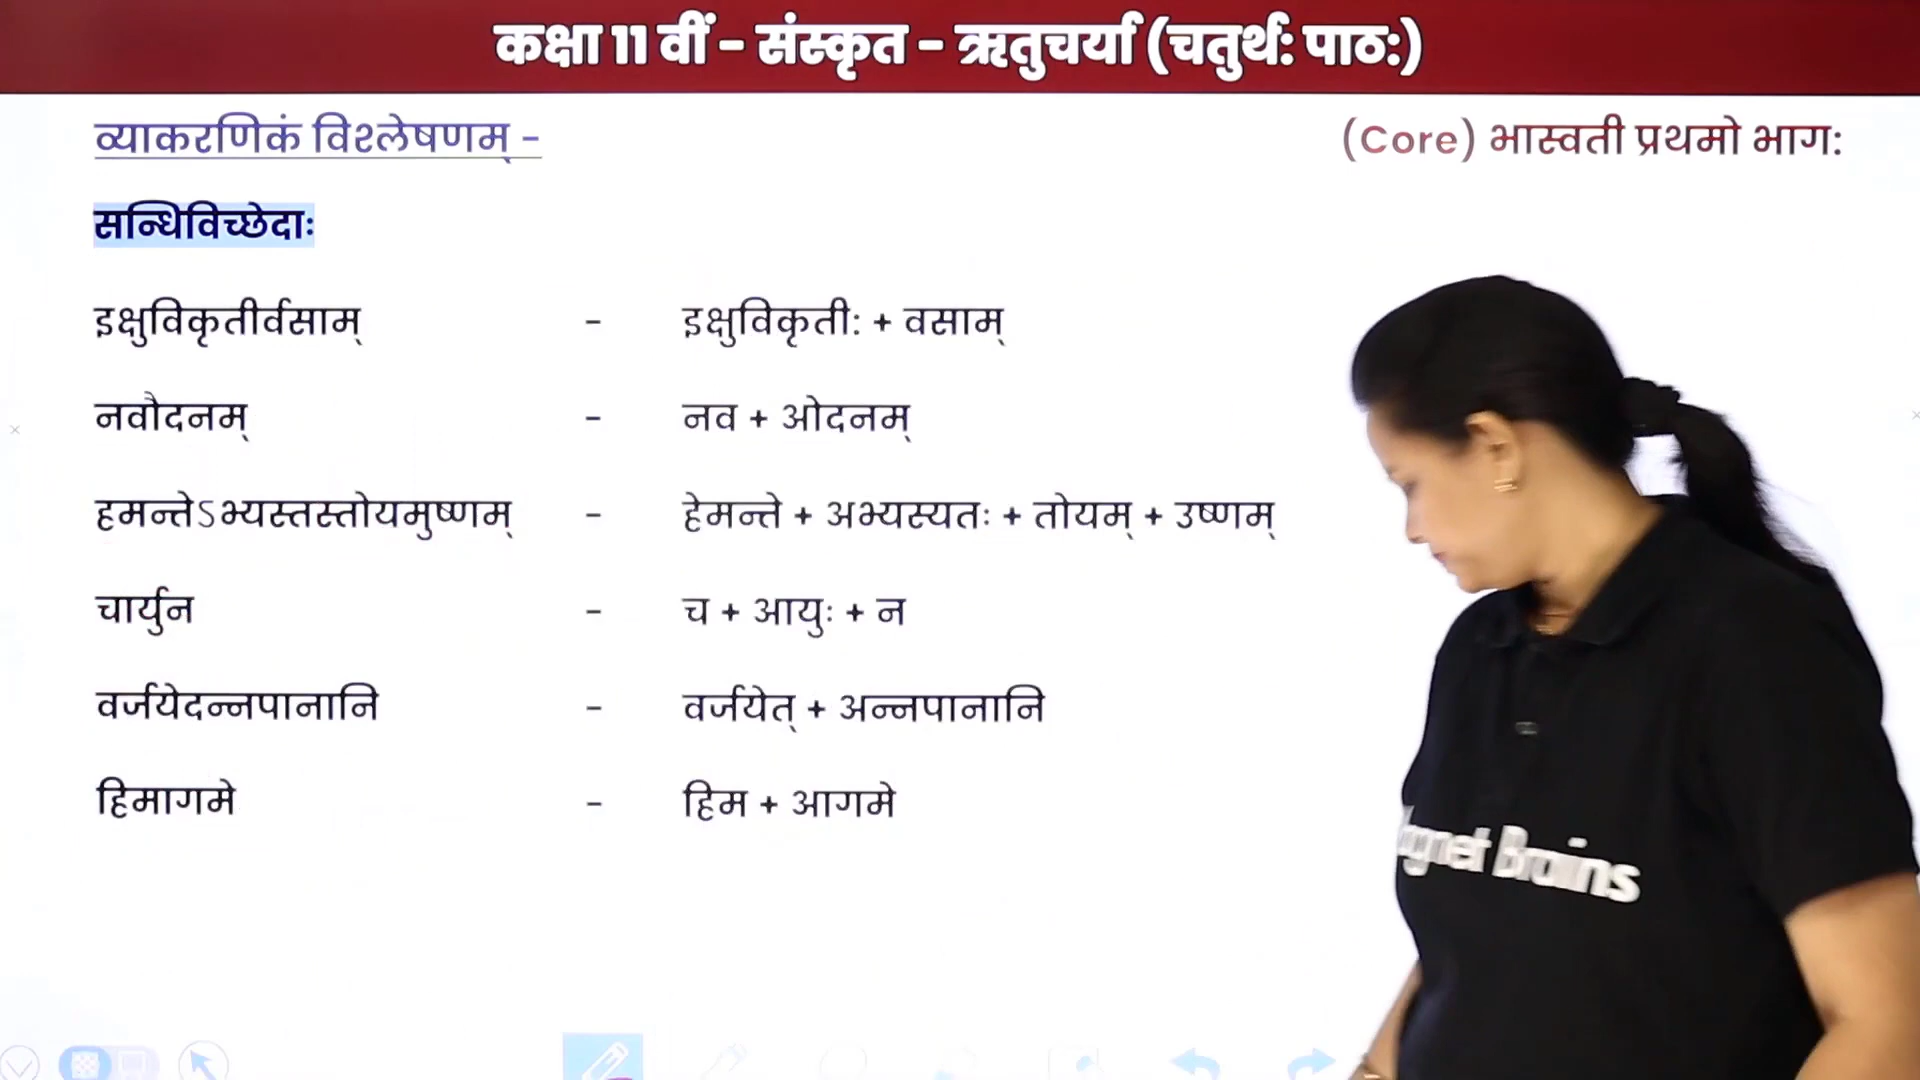 कक्षा 11 वीं - संस्कृत - ऋतुचर्या (चतुर्थ: पाठ:)
व्याकरणिकं विश्लेषणम् -
(Core) भास्वती प्रथमो भाग:
सन्धिविच्छेदाः
इक्षुविकृतीर्वसाम् - इक्षुविकृती: + वसाम्
नवौदनम् - नव + ओदनम्
हमन्तेऽभ्यस्तस्तोयमुष्णम् - हेमन्ते + अभ्यस्यतः + तोयम् + उष्णम्
चार्युन - च + आयुः + न
वर्जयेदन्नपानानि - वर्जयेत् + अन्नपानानि
हिमागमे - हिम + आगमे
Brains